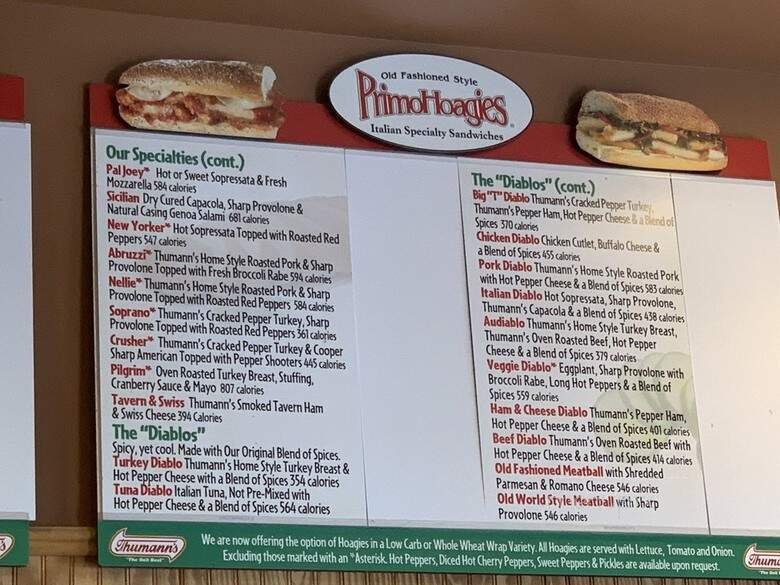 Old Fashioned Style
PrimoHoagies
Italian Specialty Sandwiches
Our Specialties (cont.)
Pal Joey* Hot or Sweet Sopressata & Fresh
Mozzarella 584 calories
Sicilian Dry Cured Capacola, Sharp Provolone &
Natural Casing Genoa Salami 681 calories
New Yorker* Hot Sopressata Topped with Roasted Red
Peppers 547 calories
Abruzzi* Thumann's Home Style Roasted Pork & Sharp
Provolone Topped with Fresh Broccoli Rabe 594 calories
Nellie* Thumann's Home Style Roasted Pork & Sharp
Provolone Topped with Roasted Red Peppers 584 calories
Soprano* Thumann's Cracked Pepper Turkey, Sharp
Provolone Topped with Roasted Red Peppers 361 calories
Crusher* Thumann's Cracked Pepper Turkey & Cooper
Sharp American Topped with Pepper Shooters 445 calories
Pilgrim* Oven Roasted Turkey Breast, Stuffing,
Cranberry Sauce & Mayo 807 calories
Tavern & Swiss Thumann's Smoked Tavern Ham
& Swiss Cheese 394 Calories
The "Diablos"
Spicy, yet cool. Made with Our Original Blend of Spices.
Turkey Diablo Thumann's Home Style Turkey Breast &
Hot Pepper Cheese with a Blend of Spices 354 calories
Tuna Diablo Italian Tuna, Not Pre-Mixed with
Hot Pepper Cheese & a Blend of Spices 564 calories
The "Diablos" (cont.)
Big "T" Diablo Thumann's Cracked Pepper Turkey,
Thumann's Pepper Ham, Hot Pepper Cheese & a Blend of
Spices 370 calories
Chicken Diablo Chicken Cutlet, Buffalo Cheese &
a Blend of Spices 455 calories
Pork Diablo Thumann's Home Style Roasted Pork
with Hot Pepper Cheese & a Blend of Spices 583 calories
Italian Diablo Hot Sopressata, Sharp Provolone,
Thumann's Capacola & a Blend of Spices 438 calories
Audiablo Thumann's Home Style Turkey Breast,
Thumann's Oven Roasted Beef, Hot Pepper
Cheese & a Blend of Spices 379 calories
Veggie Diablo* Eggplant, Sharp Provolone with
Broccoli Rabe, Long Hot Peppers & a Blend of
Spices 559 calories
Ham & Cheese Diablo Thumann's Pepper Ham,
Hot Pepper Cheese & a Blend of Spices 401 calories
Beef Diablo Thumann's Oven Roasted Beef with
Hot Pepper Cheese & a Blend of Spices 414 calories
Old Fashioned Meatball with Shredded
Parmesan & Romano Cheese 546 calories
Old World Style Meatball with Sharp
Provolone 546 calories
Thumann's
"The Deli Best"
We are now offering the option of Hoagies in a Low Carb or Whole Wheat Wrap Variety. All Hoagies are served with Lettuce, Tomato and Onion.
Excluding those marked with an *Asterisk. Hot Peppers, Diced Hot Cherry Peppers, Sweet Peppers & Pickles are available upon request.
Thum